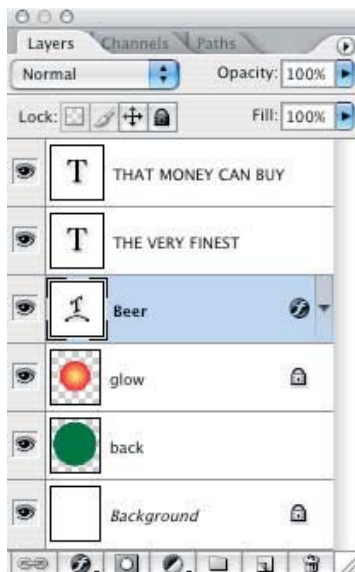 Layers Channels Paths
Normal Opacity: 100%
Lock: Fill: 100%
T THAT MONEY CAN BUY
T THE VERY FINEST
T Beer
glow
back
Background